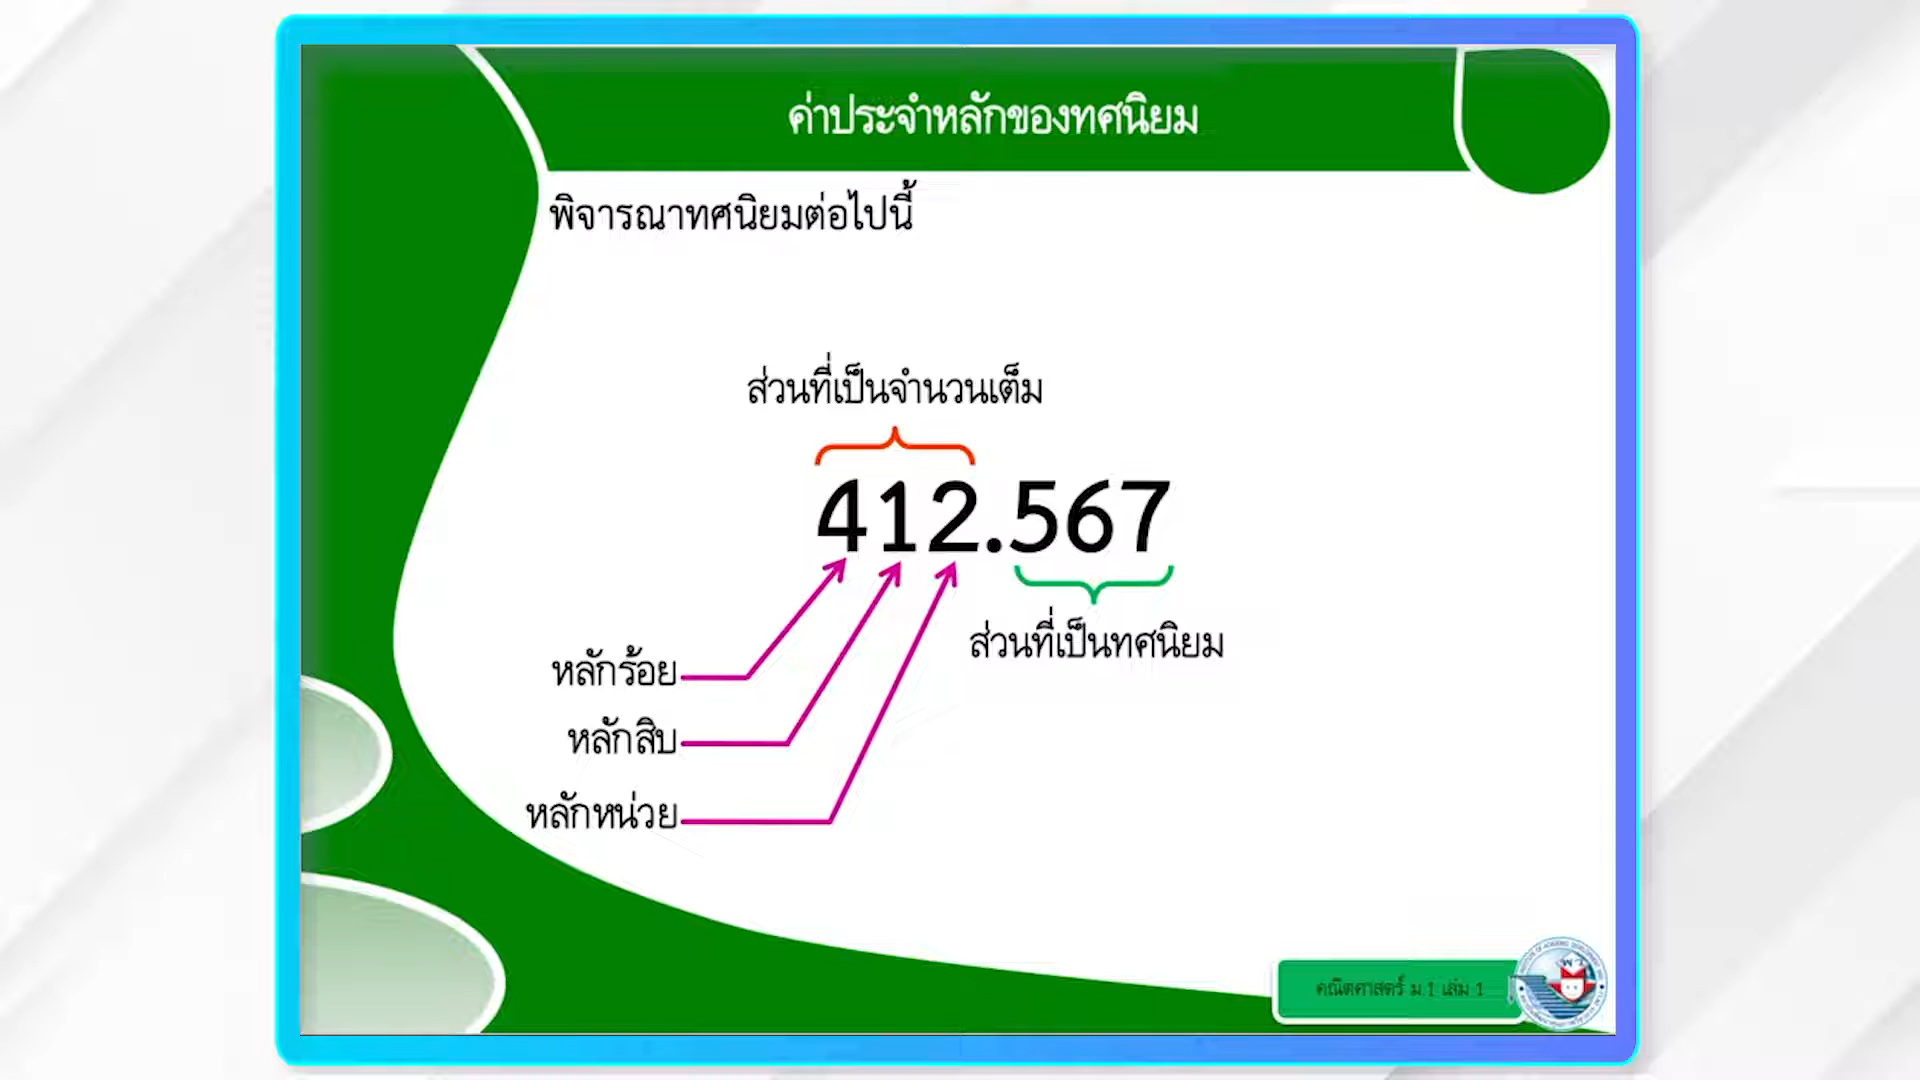 ค่าประจำหลักของทศนิยม
พิจารณาทศนิยมต่อไปนี้
ส่วนที่เป็นจำนวนเต็ม
412.567
ส่วนที่เป็นทศนิยม
หลักร้อย
หลักสิบ
หลักหน่วย
คณิตศาสตร์ ม.1 เล่ม 1
พว